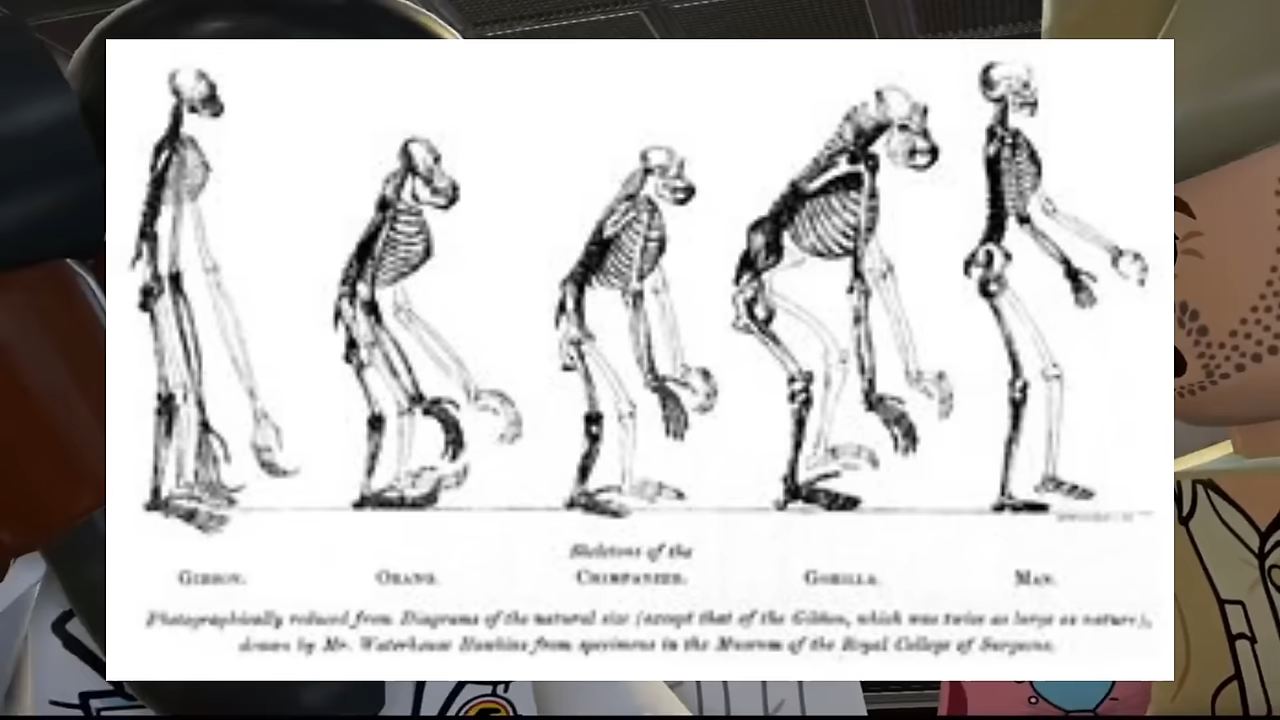 Skeletons of the
GIBBON. ORANG. CHIMPANZEE. GORILLA. MAN.
Photographically reduced from Diagrams of the natural size (except that of the Gibbon, which was twice as large as nature),
drawn by Mr. Waterhouse Hawkins from specimens in the Museum of the Royal College of Surgeons.